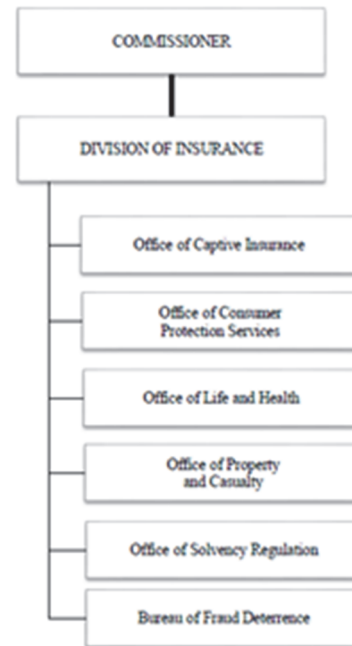 COMMISSIONER
DIVISION OF INSURANCE
Office of Captive Insurance
Office of Consumer
Protection Services
Office of Life and Health
Office of Property
and Casualty
Office of Solvency Regulation
Bureau of Fraud Deterrence